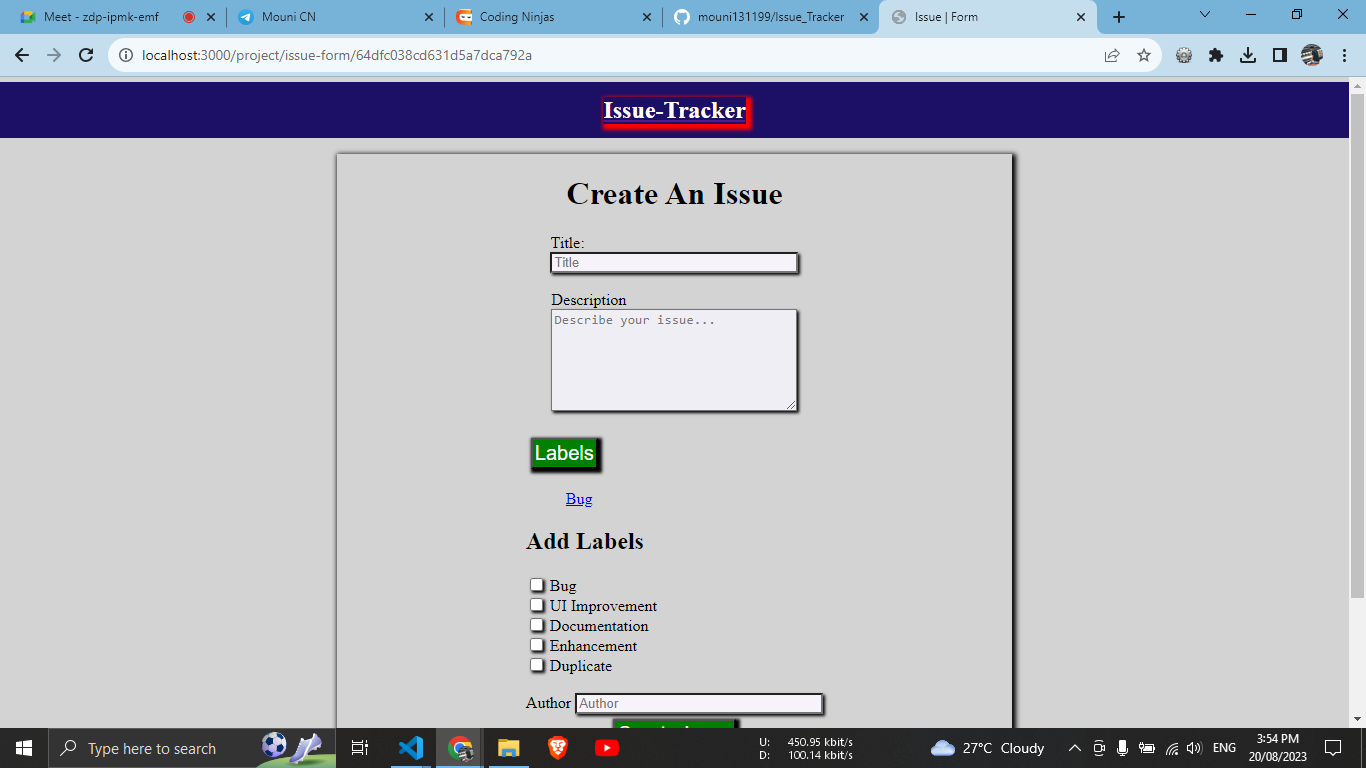 Meet - zdp-ipmk-emf
Mouni CN
Coding Ninjas
mouni131199/Issue_Tracker
Issue | Form
localhost:3000/project/issue-form/64dfc038cd631d5a7dca792a
Issue-Tracker
Create An Issue
Title:
Title
Description
Describe your issue...
Labels
Bug
Add Labels
Bug
UI Improvement
Documentation
Enhancement
Duplicate
Author Author
Type here to search
U: 450.95 kbit/s
D: 100.14 kbit/s
27°C Cloudy
ENG
3:54 PM
20/08/2023